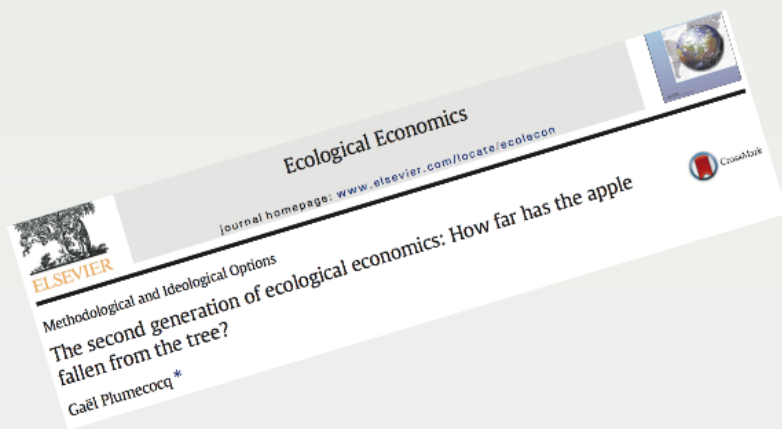 Ecological Economics
journal homepage: www.elsevier.com/locate/ecolecon
ELSEVIER
CrossMark
Methodological and Ideological Options
The second generation of ecological economics: How far has the apple
fallen from the tree?
Gaël Plumecocq *